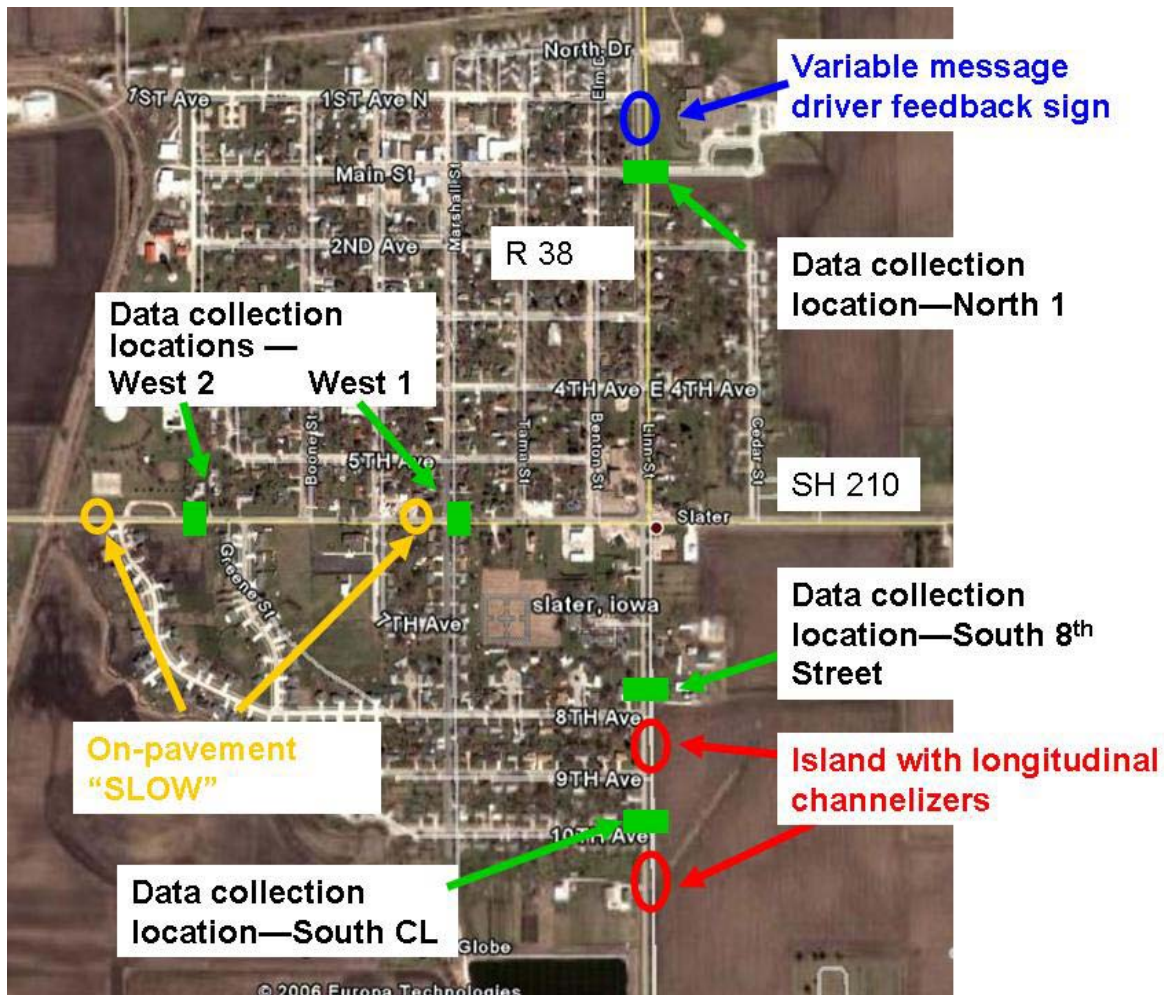 North Dr
Elm D
Variable message
driver feedback sign
1ST Ave
1ST Ave N
Main St
Marshall St
2ND Ave
R 38
Data collection
location—North 1
Data collection
locations —
West 2 West 1
4TH Ave E 4TH Ave
Boone St
Tama St
Benton St
Linn St
Cedar St
5TH Ave
SH 210
Slater
Greene St
slater, iowa
7TH Ave
Data collection
location—South 8th
Street
8TH Ave
On-pavement
“SLOW”
9TH Ave
Island with longitudinal
channelizers
10TH Ave
Data collection
location—South CL
Globe
© 2006 Europa Technologies